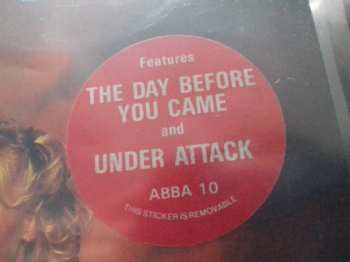 Features
THE DAY BEFORE
YOU CAME
and
UNDER ATTACK
ABBA 10
THIS STICKER IS REMOVABLE